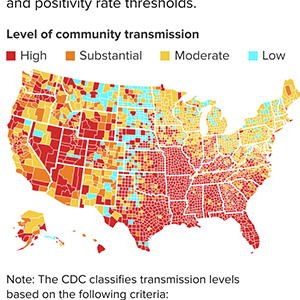 and positivity rate thresholds.
Level of community transmission
High Substantial Moderate Low
Note: The CDC classifies transmission levels
based on the following criteria: